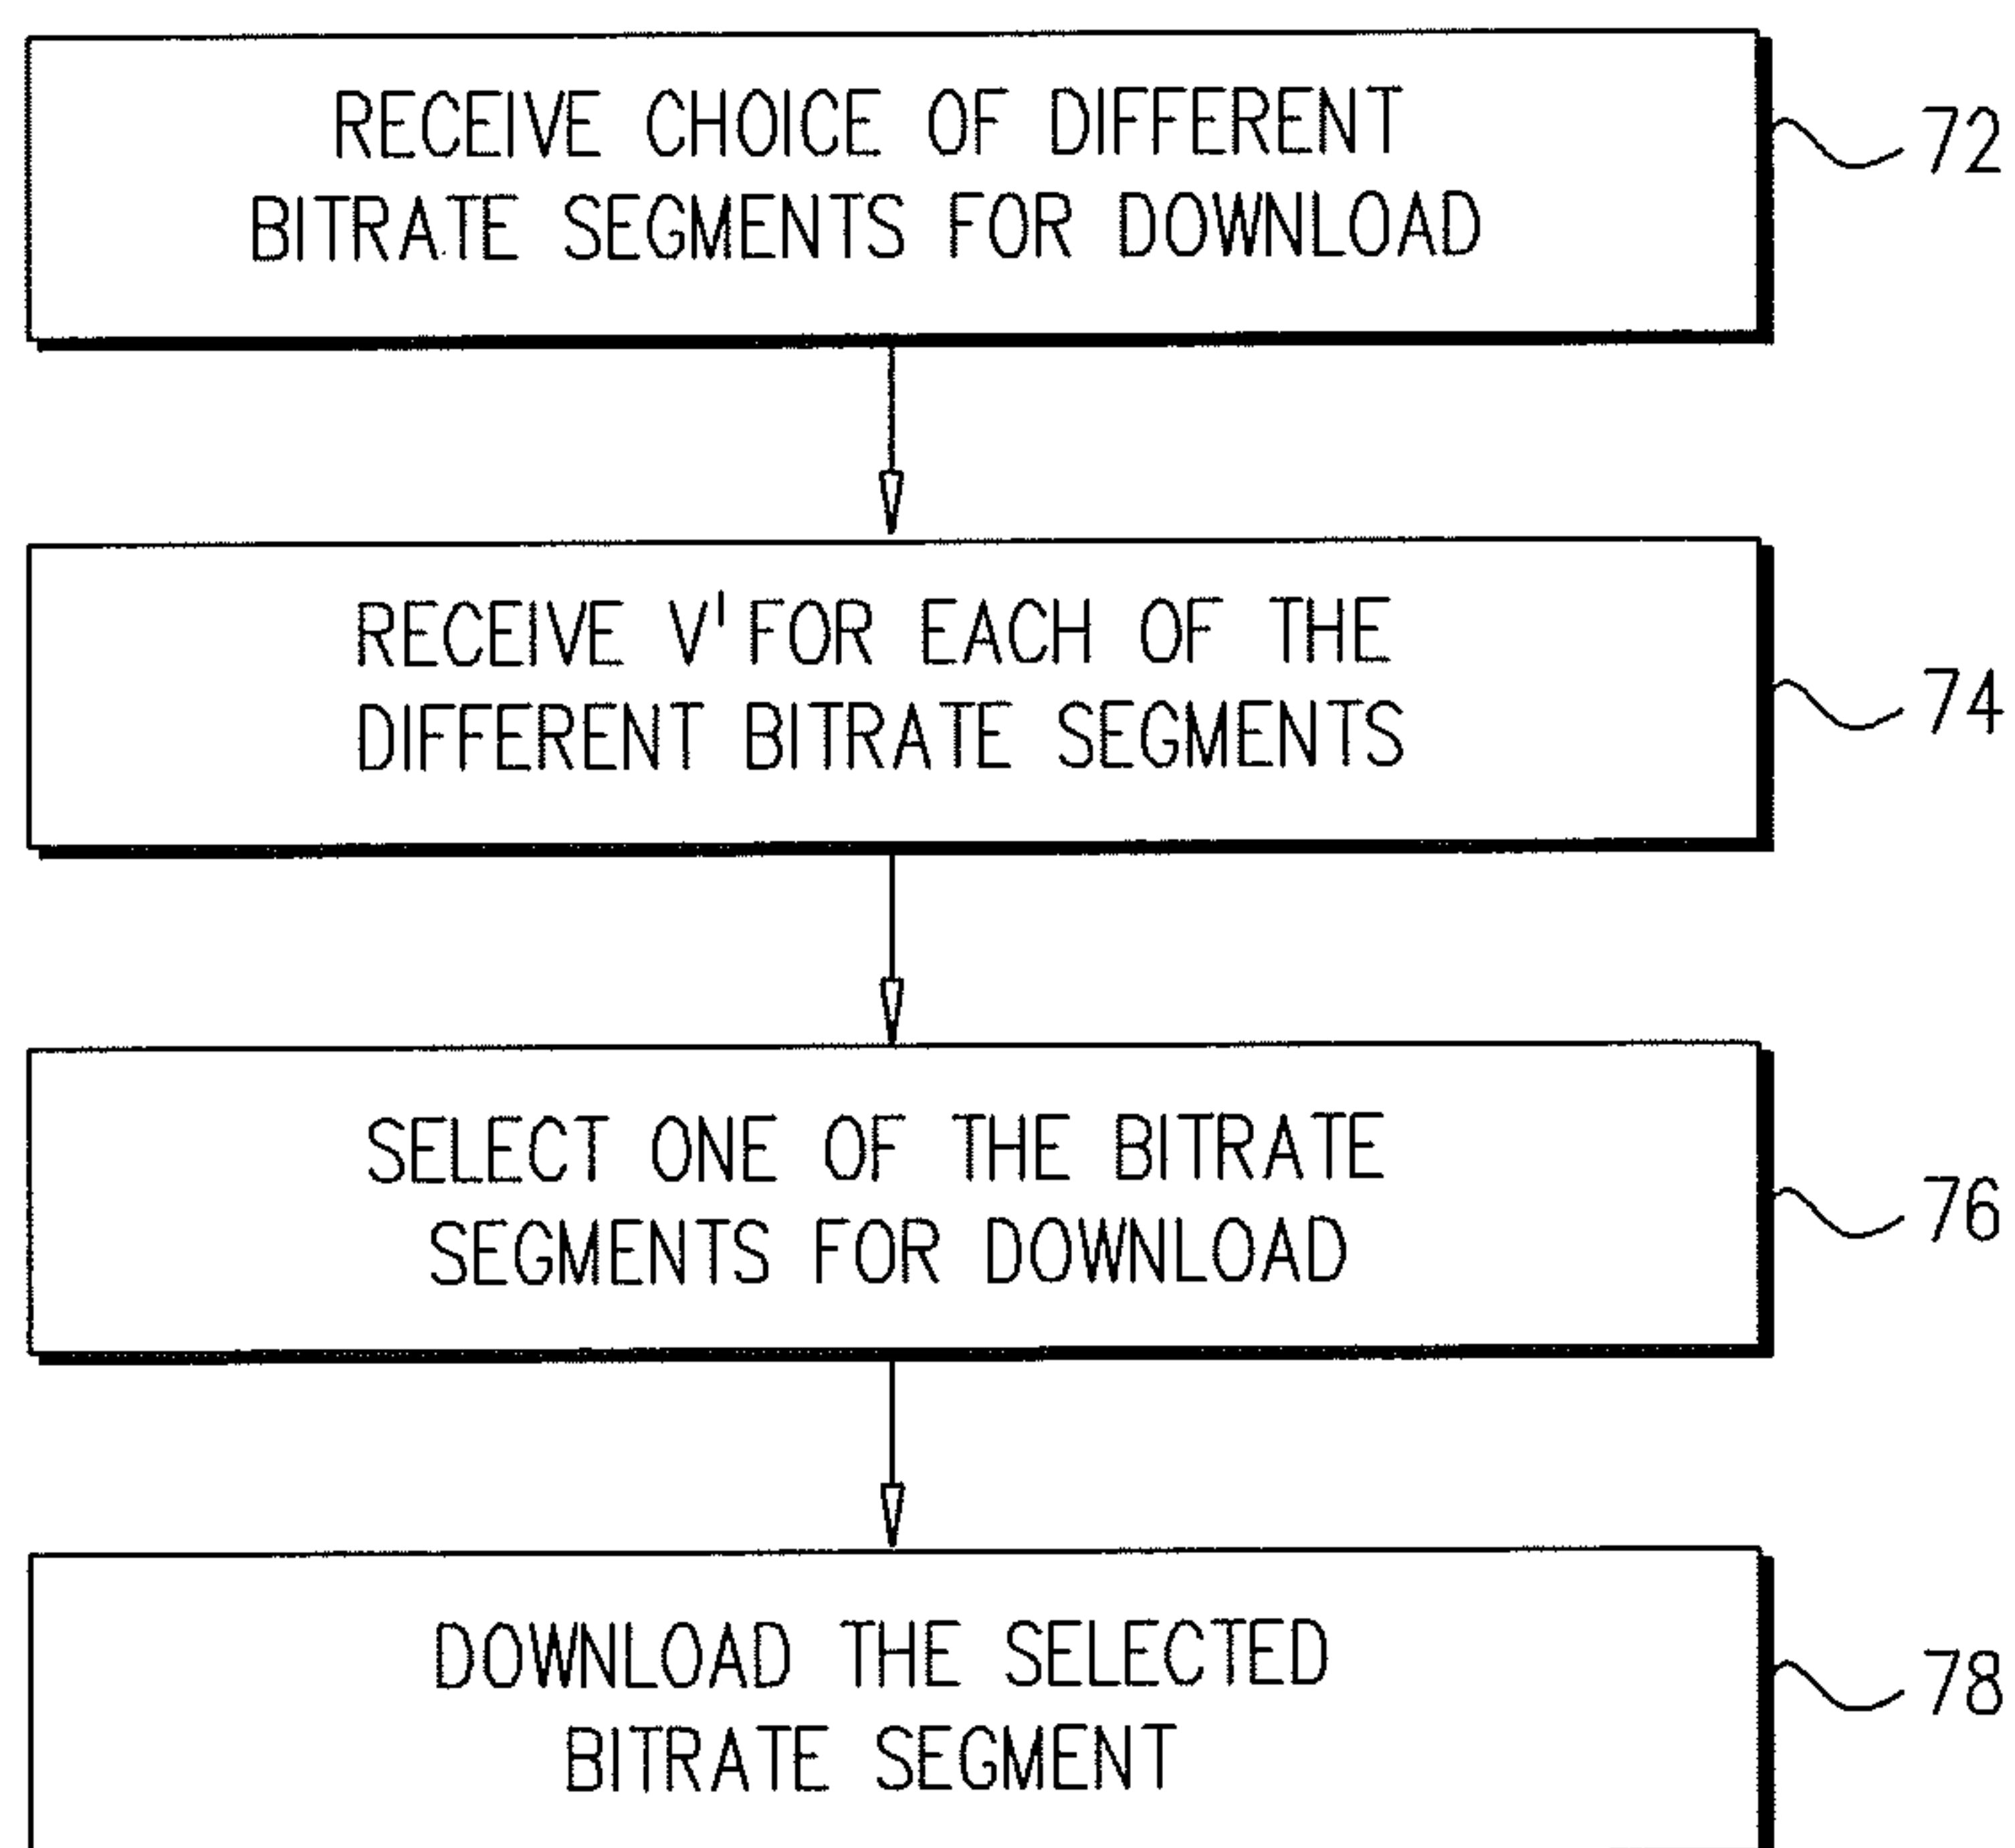 RECEIVE CHOICE OF DIFFERENT
BITRATE SEGMENTS FOR DOWNLOAD
72
RECEIVE V' FOR EACH OF THE
DIFFERENT BITRATE SEGMENTS
74
SELECT ONE OF THE BITRATE
SEGMENTS FOR DOWNLOAD
76
DOWNLOAD THE SELECTED
BITRATE SEGMENT
78